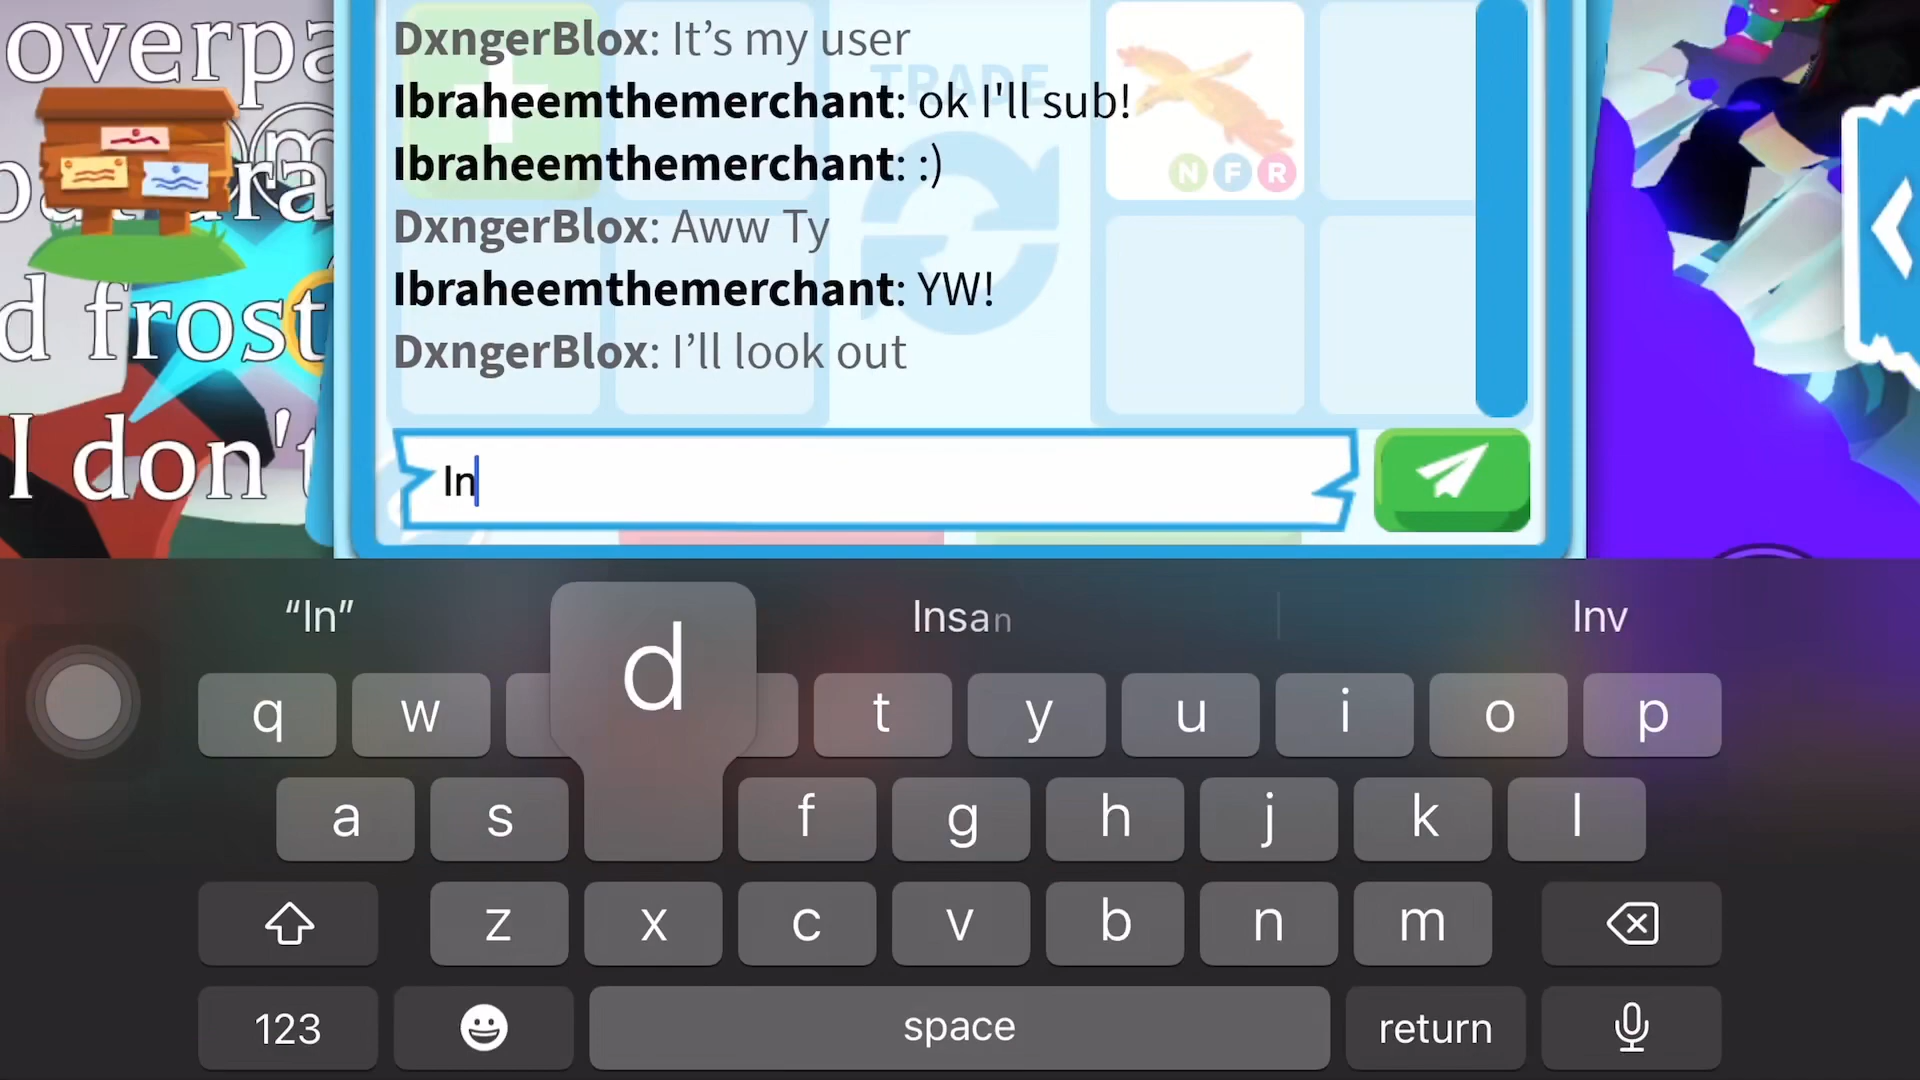 overpa
DxngerBlox: It’s my user
TRADE
Ibraheemthemerchant: ok I'll sub!
Ibraheemthemerchant: :)
N F R
DxngerBlox: Aww Ty
Ibraheemthemerchant: YW!
d frost
DxngerBlox: I’ll look out
I don't
In
“In” Insan Inv
d
q w t y u i o p
a s f g h j k l
z x c v b n m
123 space return